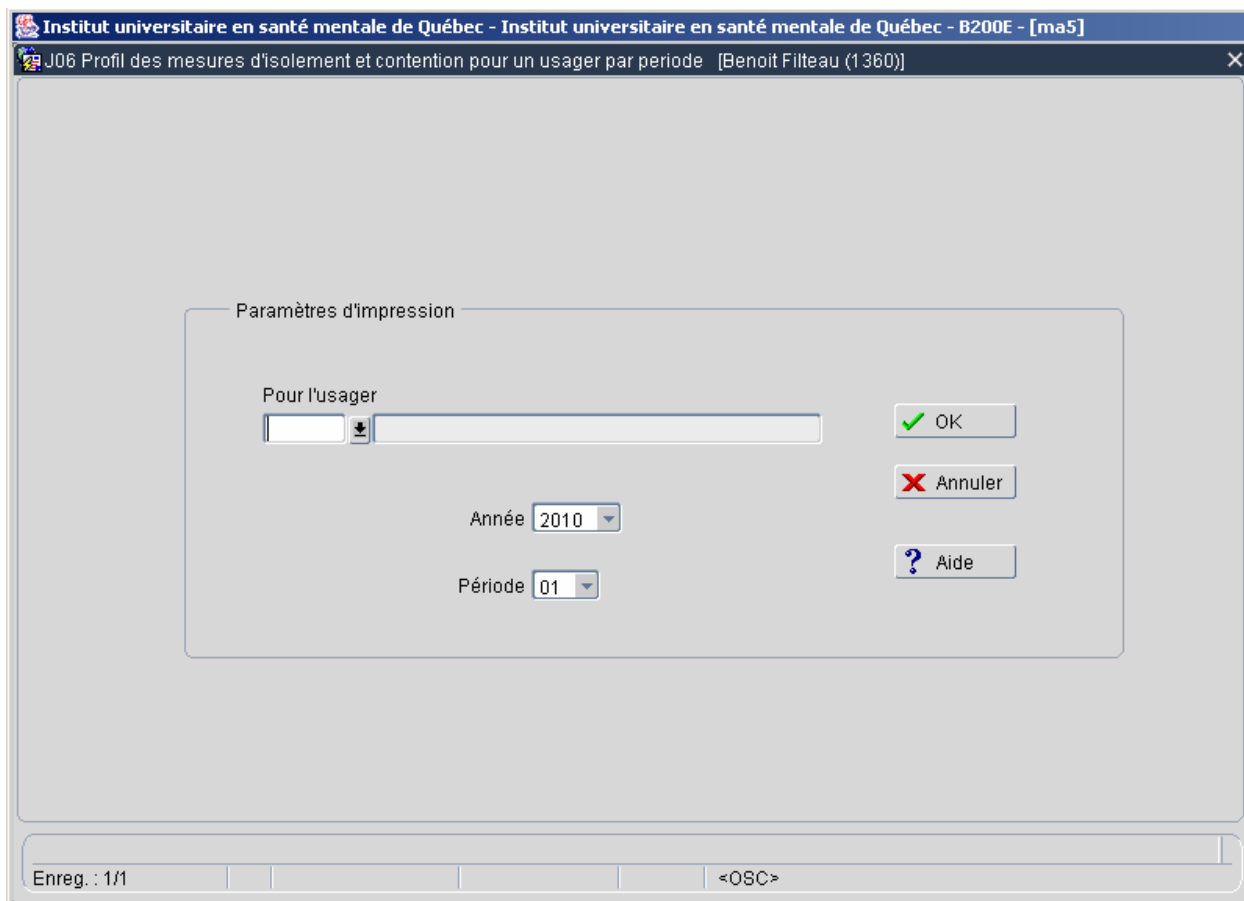 Institut universitaire en santé mentale de Québec - Institut universitaire en santé mentale de Québec - B200E - [ma5]
J06 Profil des mesures d'isolement et contention pour un usager par periode [Benoit Filteau (1360)]
Paramètres d'impression
Pour l'usager
OK
Annuler
Année 2010
Aide
Période 01
Enreg. : 1/1 <OSC>